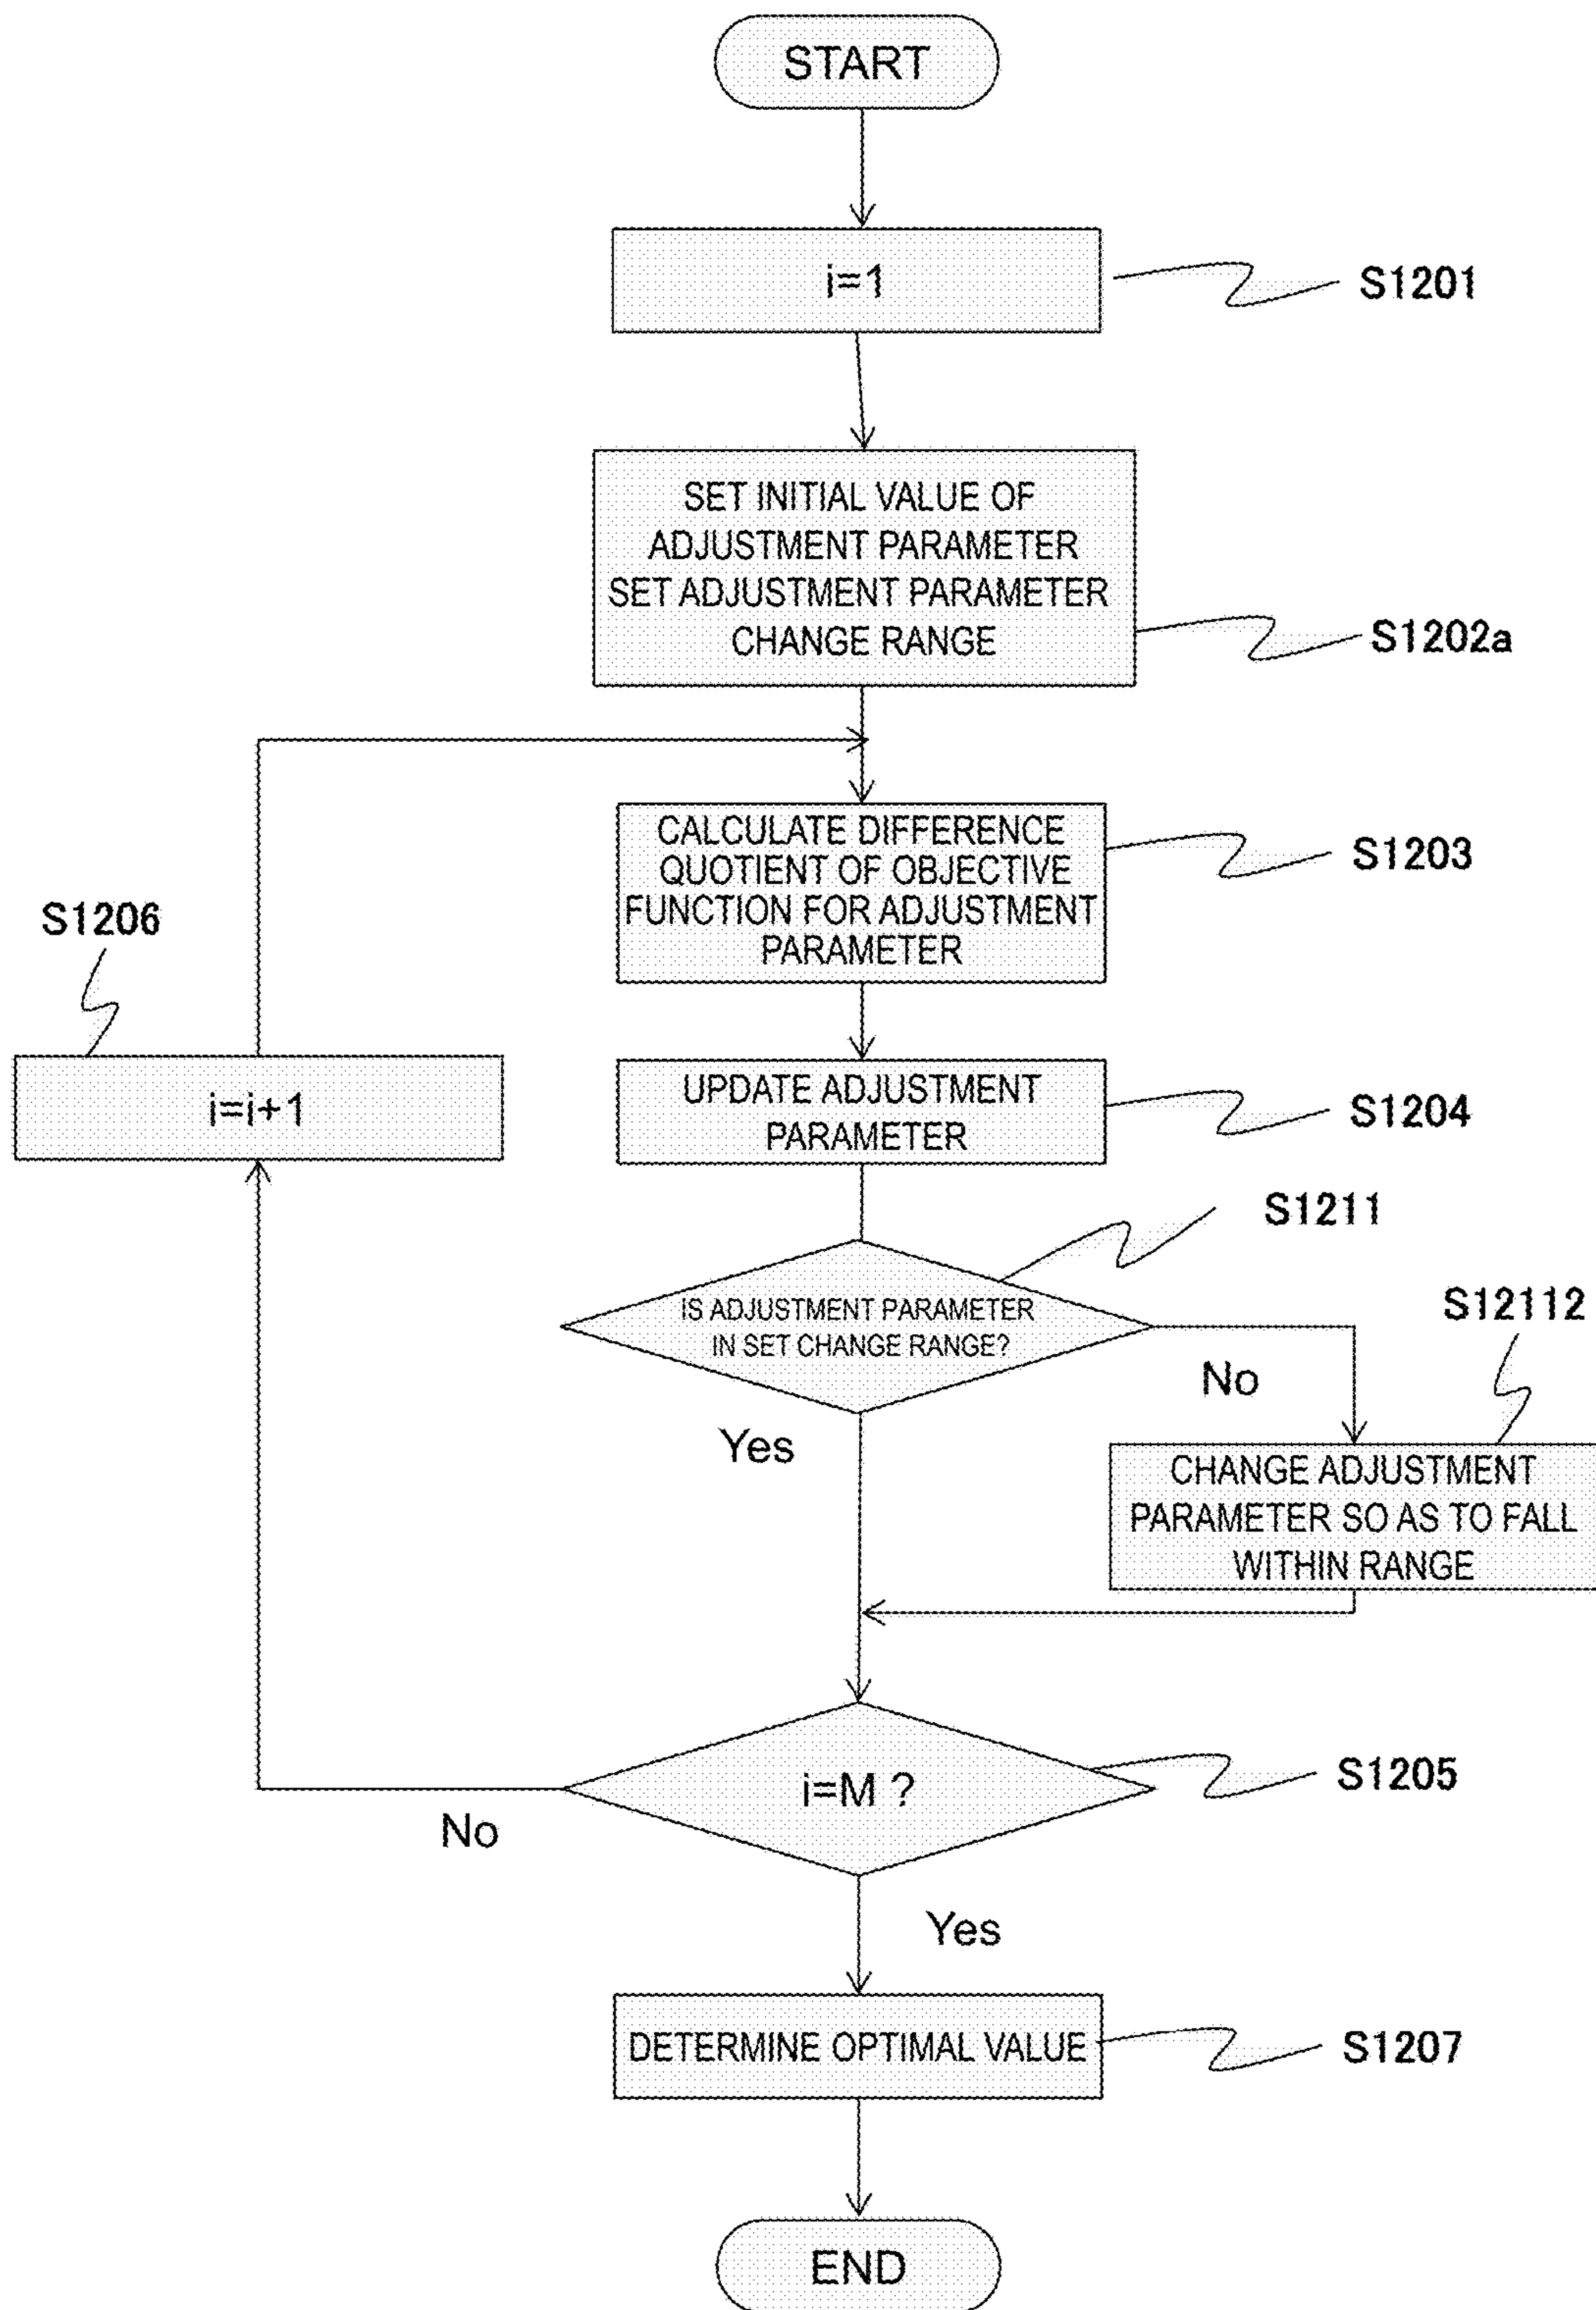 START
i=1
S1201
SET INITIAL VALUE OF
ADJUSTMENT PARAMETER
SET ADJUSTMENT PARAMETER
CHANGE RANGE
S1202a
CALCULATE DIFFERENCE
QUOTIENT OF OBJECTIVE
FUNCTION FOR ADJUSTMENT
PARAMETER
S1203
S1206
i=i+1
UPDATE ADJUSTMENT
PARAMETER
S1204
S1211
IS ADJUSTMENT PARAMETER
IN SET CHANGE RANGE?
S12112
No
Yes
CHANGE ADJUSTMENT
PARAMETER SO AS TO FALL
WITHIN RANGE
i=M ?
S1205
No
Yes
DETERMINE OPTIMAL VALUE
S1207
END